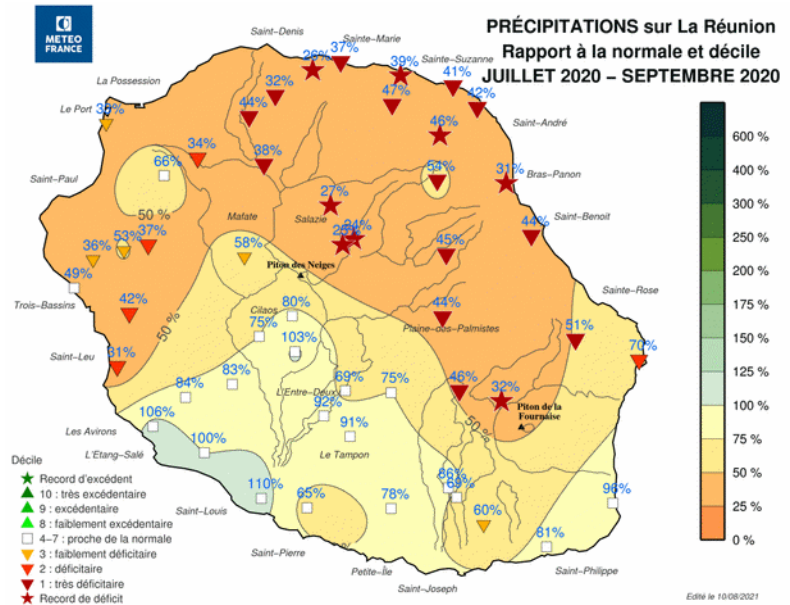 METEO
FRANCE
PRÉCIPITATIONS sur La Réunion
Rapport à la normale et décile
JUILLET 2020 – SEPTEMBRE 2020
Saint-Denis
Sainte-Marie
Sainte-Suzanne
26%
37%
39%
41%
La Possession
32%
47%
42%
Le Port
44%
46%
Saint-André
34%
38%
54%
31%
Bras-Panon
Saint-Paul
66%
27%
50 %
Mafate
Salazie
24%
44%
Saint-Benoit
36%
53%
37%
58%
45%
Piton des Neiges
49%
Sainte-Rose
Trois-Bassins
42%
80%
44%
Cilaos
75%
Plaine-des-Palmistes
50 %
103%
51%
Saint-Leu
31%
70%
83%
69%
75%
46%
32%
84%
L'Entre-Deux
Piton de la
Fournaise
106%
92%
50 %
Les Avirons
100%
91%
L'Etang-Salé
Le Tampon
86%
69%
110%
65%
78%
60%
96%
Saint-Louis
81%
Saint-Pierre
Petite-Île
Saint-Philippe
Saint-Joseph
600 %
400 %
300 %
250 %
200 %
175 %
150 %
125 %
100 %
75 %
50 %
25 %
0 %
Décile
Record d'excédent
10 : très excédentaire
9 : excédentaire
8 : faiblement excédentaire
4–7 : proche de la normale
3 : faiblement déficitaire
2 : déficitaire
1 : très déficitaire
Record de déficit
Edité le 10/08/2021